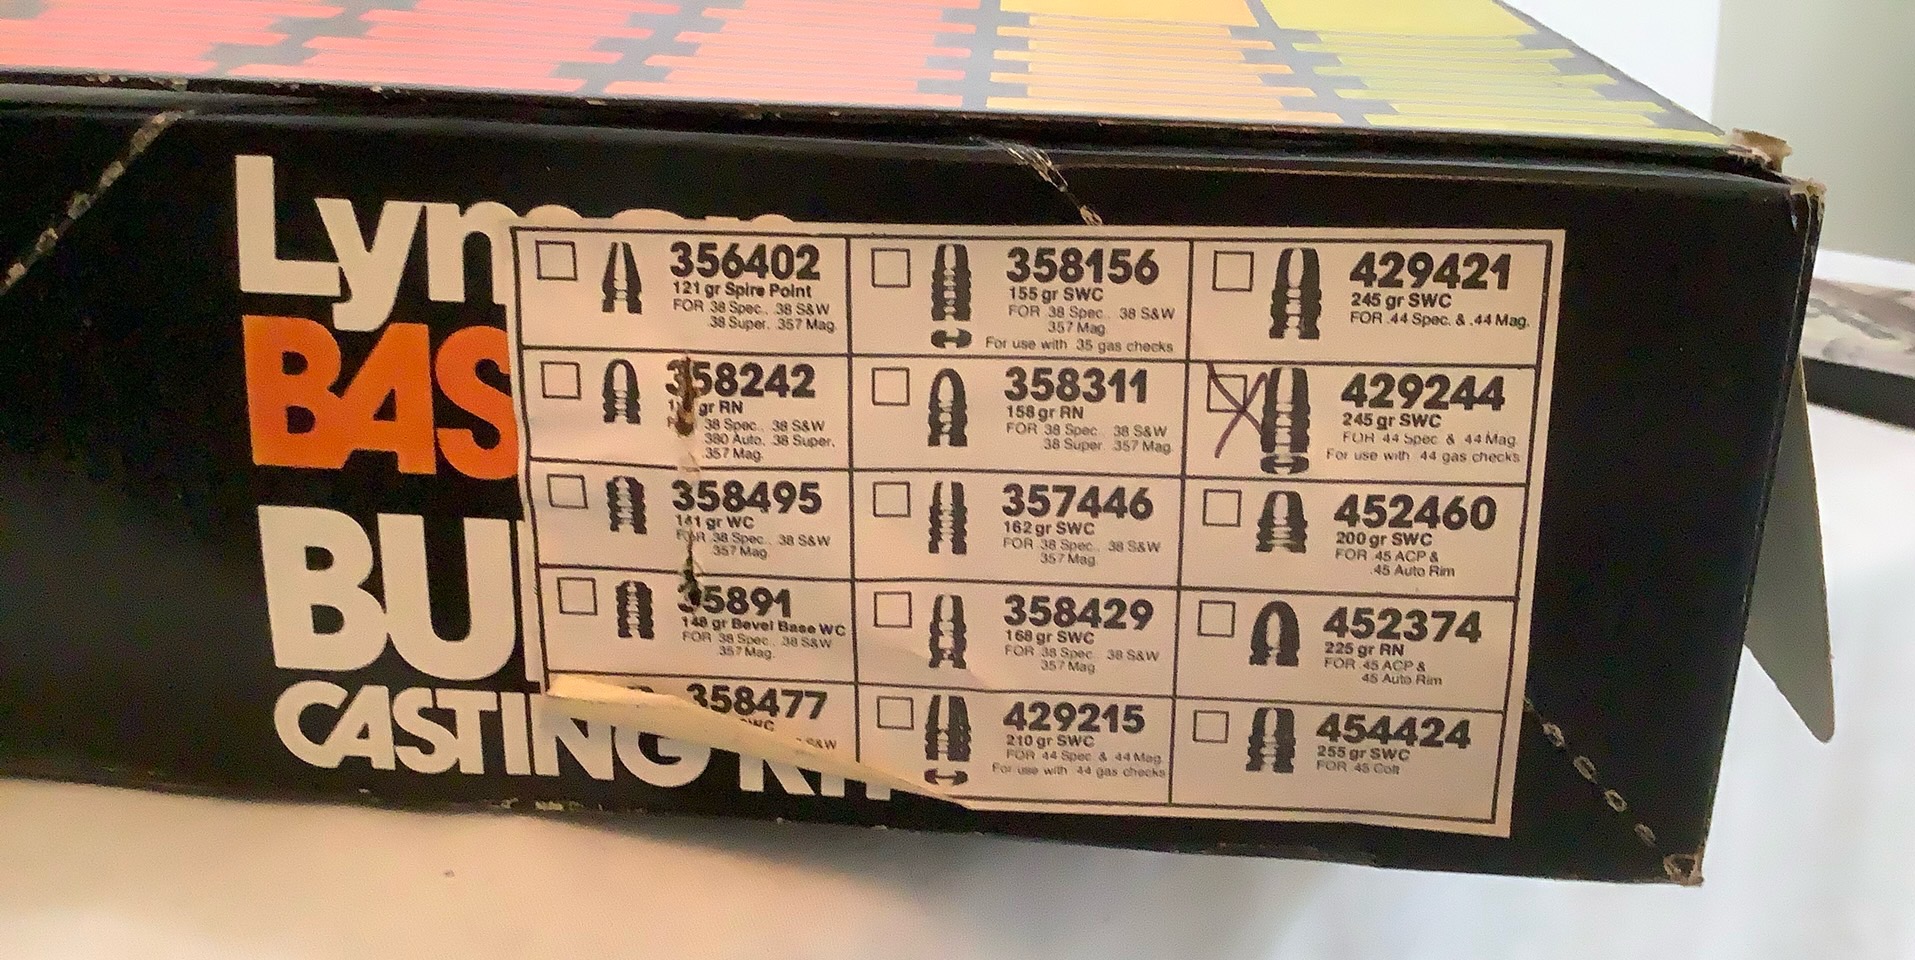 Lyman
BAS
BU
CASTING KIT
356402
121 gr Spire Point
FOR .38 Spec., .38 S&W
.38 Super, .357 Mag.
358242
gr RN
.38 Spec., .38 S&W
.380 Auto, .38 Super,
.357 Mag.
358495
141 gr WC
FOR .38 Spec., .38 S&W
.357 Mag.
35891
148 gr Bevel Base WC
FOR .38 Spec., .38 S&W
.357 Mag.
358477
WC
S&W
358156
155 gr SWC
FOR .38 Spec., .38 S&W
.357 Mag.
For use with .35 gas checks
358311
158 gr RN
FOR .38 Spec., .38 S&W
.38 Super, .357 Mag.
357446
162 gr SWC
FOR .38 Spec., .38 S&W
.357 Mag.
358429
168 gr SWC
FOR .38 Spec., .38 S&W
.357 Mag.
429215
210 gr SWC
FOR .44 Spec. & .44 Mag.
For use with .44 gas checks
429421
245 gr SWC
FOR .44 Spec. & .44 Mag.
429244
245 gr SWC
FOR .44 Spec. & .44 Mag.
For use with .44 gas checks
452460
200 gr SWC
FOR .45 ACP &
.45 Auto Rim
452374
225 gr RN
FOR .45 ACP &
.45 Auto Rim
454424
255 gr SWC
FOR .45 Colt